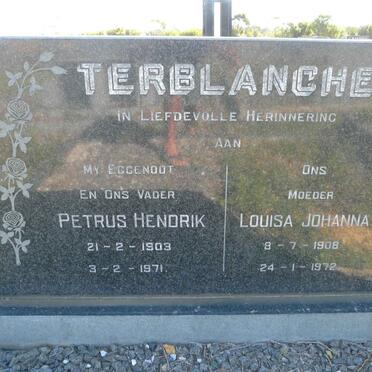 TERBLANCHE
IN LIEFDEVOLLE HERINNERING
AAN
MY EGGENOOT
EN ONS VADER
PETRUS HENDRIK
21 - 2 - 1903
3 - 2 - 1971.
ONS
MOEDER
LOUISA JOHANNA
8 - 7 - 1908
24 - 1 - 1972